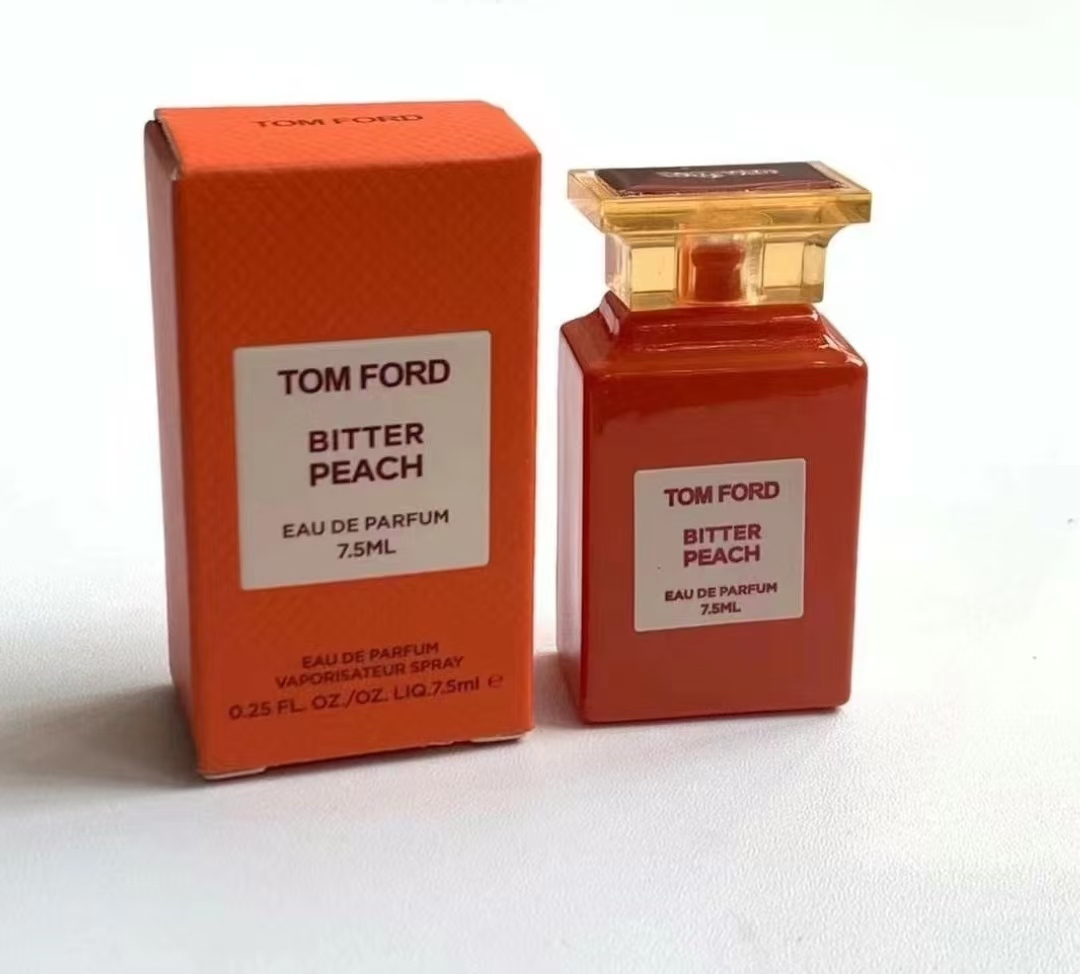 TOM FORD
TOM FORD
BITTER
PEACH
EAU DE PARFUM
7.5ML
EAU DE PARFUM
VAPORISATEUR SPRAY
0.25 FL. OZ./OZ. LIQ.7.5ml ℮
TOM FORD
BITTER
PEACH
EAU DE PARFUM
7.5ML